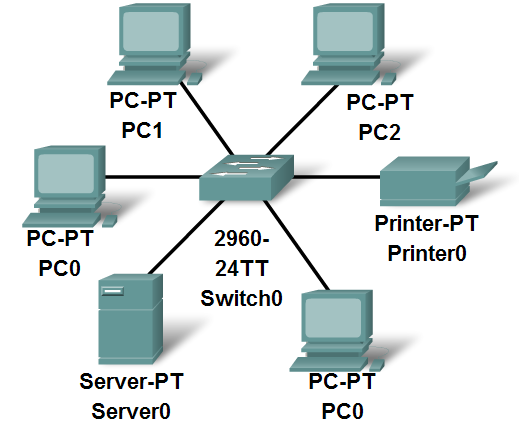 PC-PT
PC1
PC-PT
PC2
PC-PT
PC0
2960-
24TT
Switch0
Printer-PT
Printer0
Server-PT
Server0
PC-PT
PC0